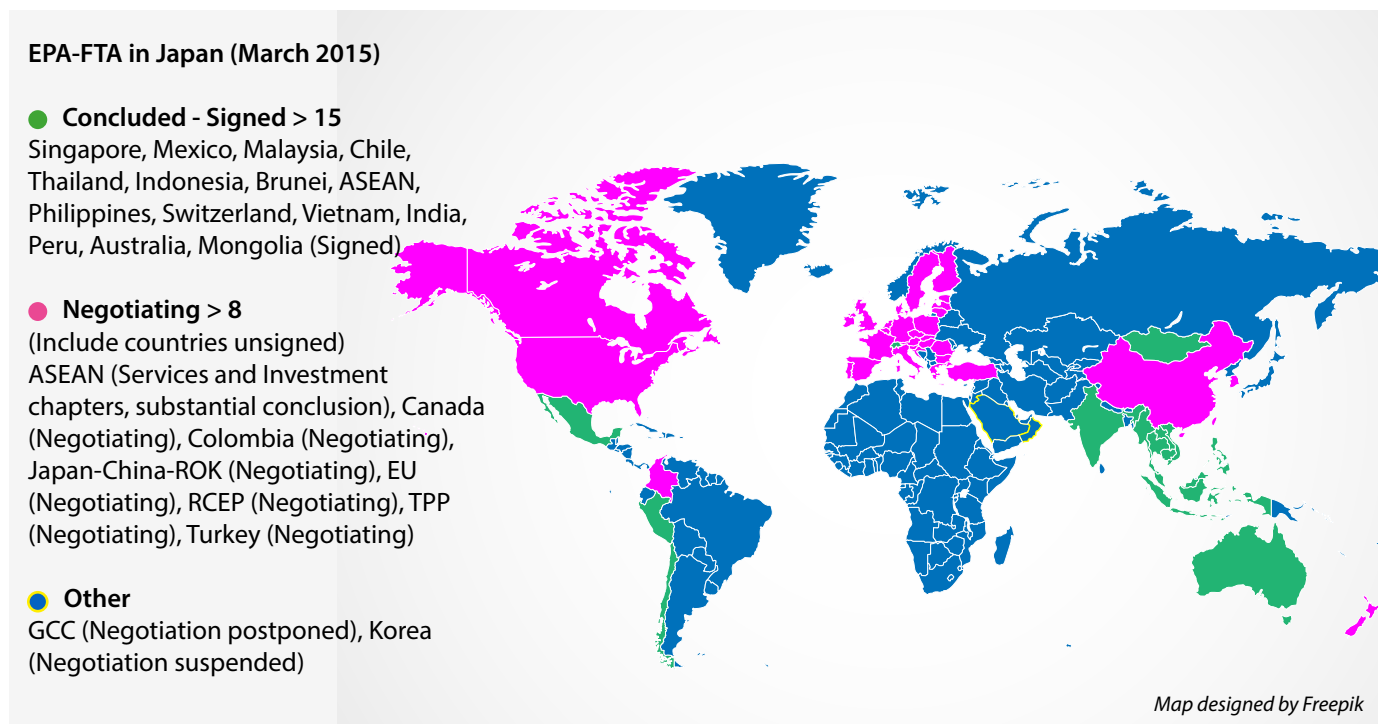 EPA-FTA in Japan (March 2015)
Concluded - Signed > 15
Singapore, Mexico, Malaysia, Chile,
Thailand, Indonesia, Brunei, ASEAN,
Philippines, Switzerland, Vietnam, India,
Peru, Australia, Mongolia (Signed)
Negotiating > 8
(Include countries unsigned)
ASEAN (Services and Investment
chapters, substantial conclusion), Canada
(Negotiating), Colombia (Negotiating),
Japan-China-ROK (Negotiating), EU
(Negotiating), RCEP (Negotiating), TPP
(Negotiating), Turkey (Negotiating)
Other
GCC (Negotiation postponed), Korea
(Negotiation suspended)
Map designed by Freepik